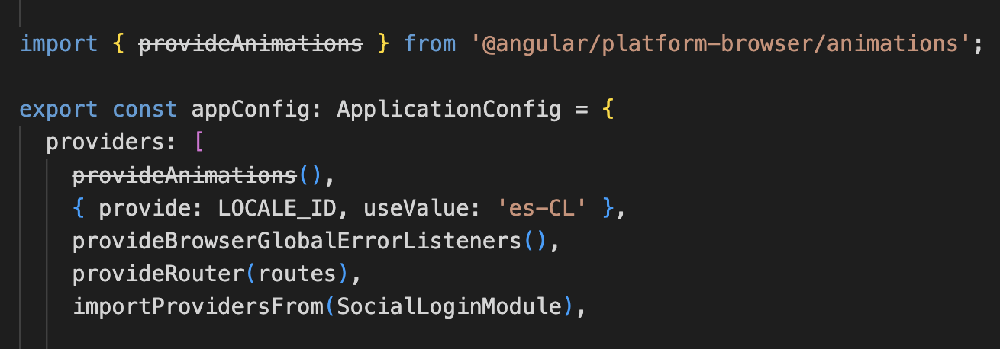 import { provideAnimations } from '@angular/platform-browser/animations';
export const appConfig: ApplicationConfig = {
providers: [
provideAnimations(),
{ provide: LOCALE_ID, useValue: 'es-CL' },
provideBrowserGlobalErrorListeners(),
provideRouter(routes),
importProvidersFrom(SocialLoginModule),